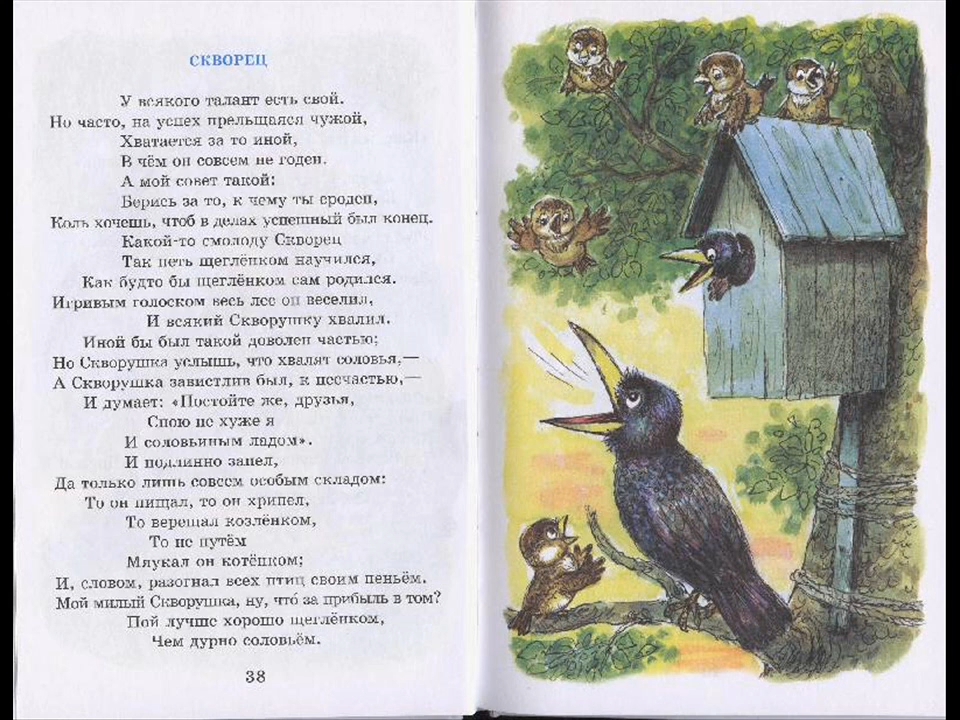 СКВОРЕЦ
У всякого талант есть свой.
Но часто, на успех прельщаяся чужой,
Хватается за то иной,
В чём он совсем не годен.
А мой совет такой:
Берись за то, к чему ты сроден,
Коль хочешь, чтоб в делах успешный был конец.
Какой-то смолоду Скворец
Так петь щеглёнком научился,
Как будто бы щеглёнком сам родился.
Игривым голоском весь лес он веселил,
И всякий Скворушку хвалил.
Иной бы был такой доволен частью;
Но Скворушка услышь, что хвалят соловья,—
А Скворушка завистлив был, к несчастью,—
И думает: «Постойте же, друзья,
Спою не хуже я
И соловьиным ладом».
И подлинно запел,
Да только лишь совсем особым складом:
То он пищал, то он хрипел,
То верещал козлёнком,
То не путём
Мяукал он котёнком;
И, словом, разогнал всех птиц своим пеньём.
Мой милый Скворушка, ну, что́ за прибыль в том?
Пой лучше хорошо щеглёнком,
Чем дурно соловьём.
38